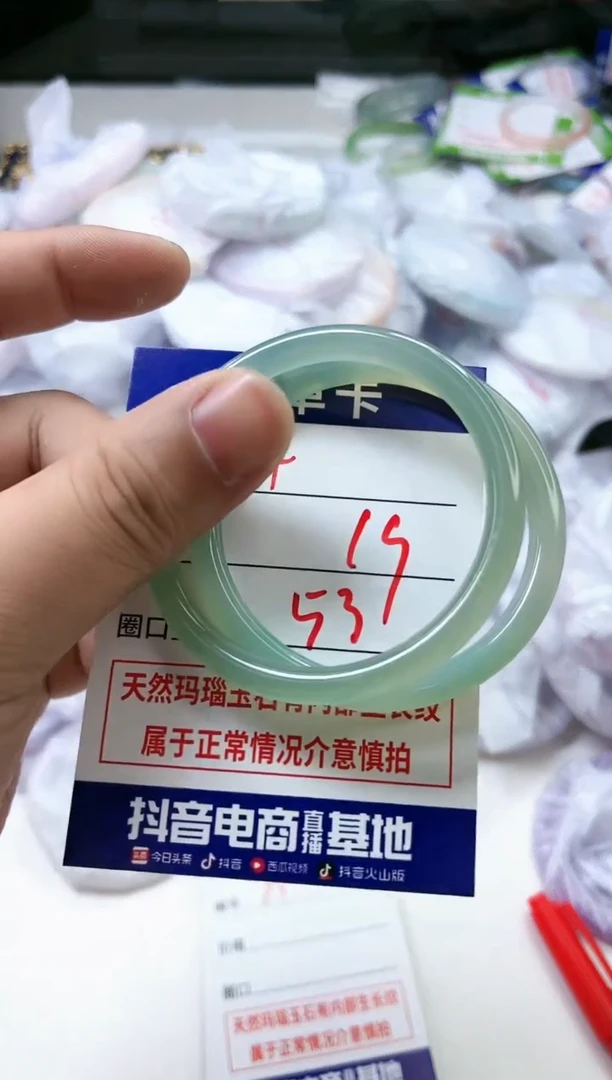 卡
19
53
圈口
天然玛瑙玉石有内部生长纹
属于正常情况介意慎拍
抖音电商直播基地
今日头条 抖音 西瓜视频 抖音火山版
圈口
天然玛瑙玉石有内部生长纹
属于正常情况介意慎拍